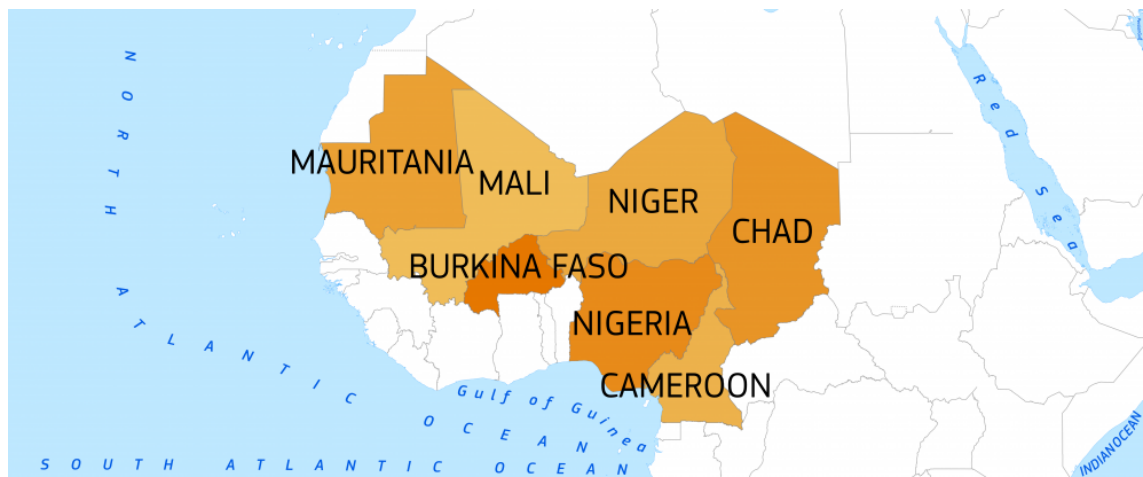 NORTH ATLANTIC OCEAN
Red Sea
MAURITANIA
MALI
NIGER
CHAD
BURKINA FASO
NIGERIA
CAMEROON
Gulf of Guinea
SOUTH ATLANTIC OCEAN
INDIAN OCEAN